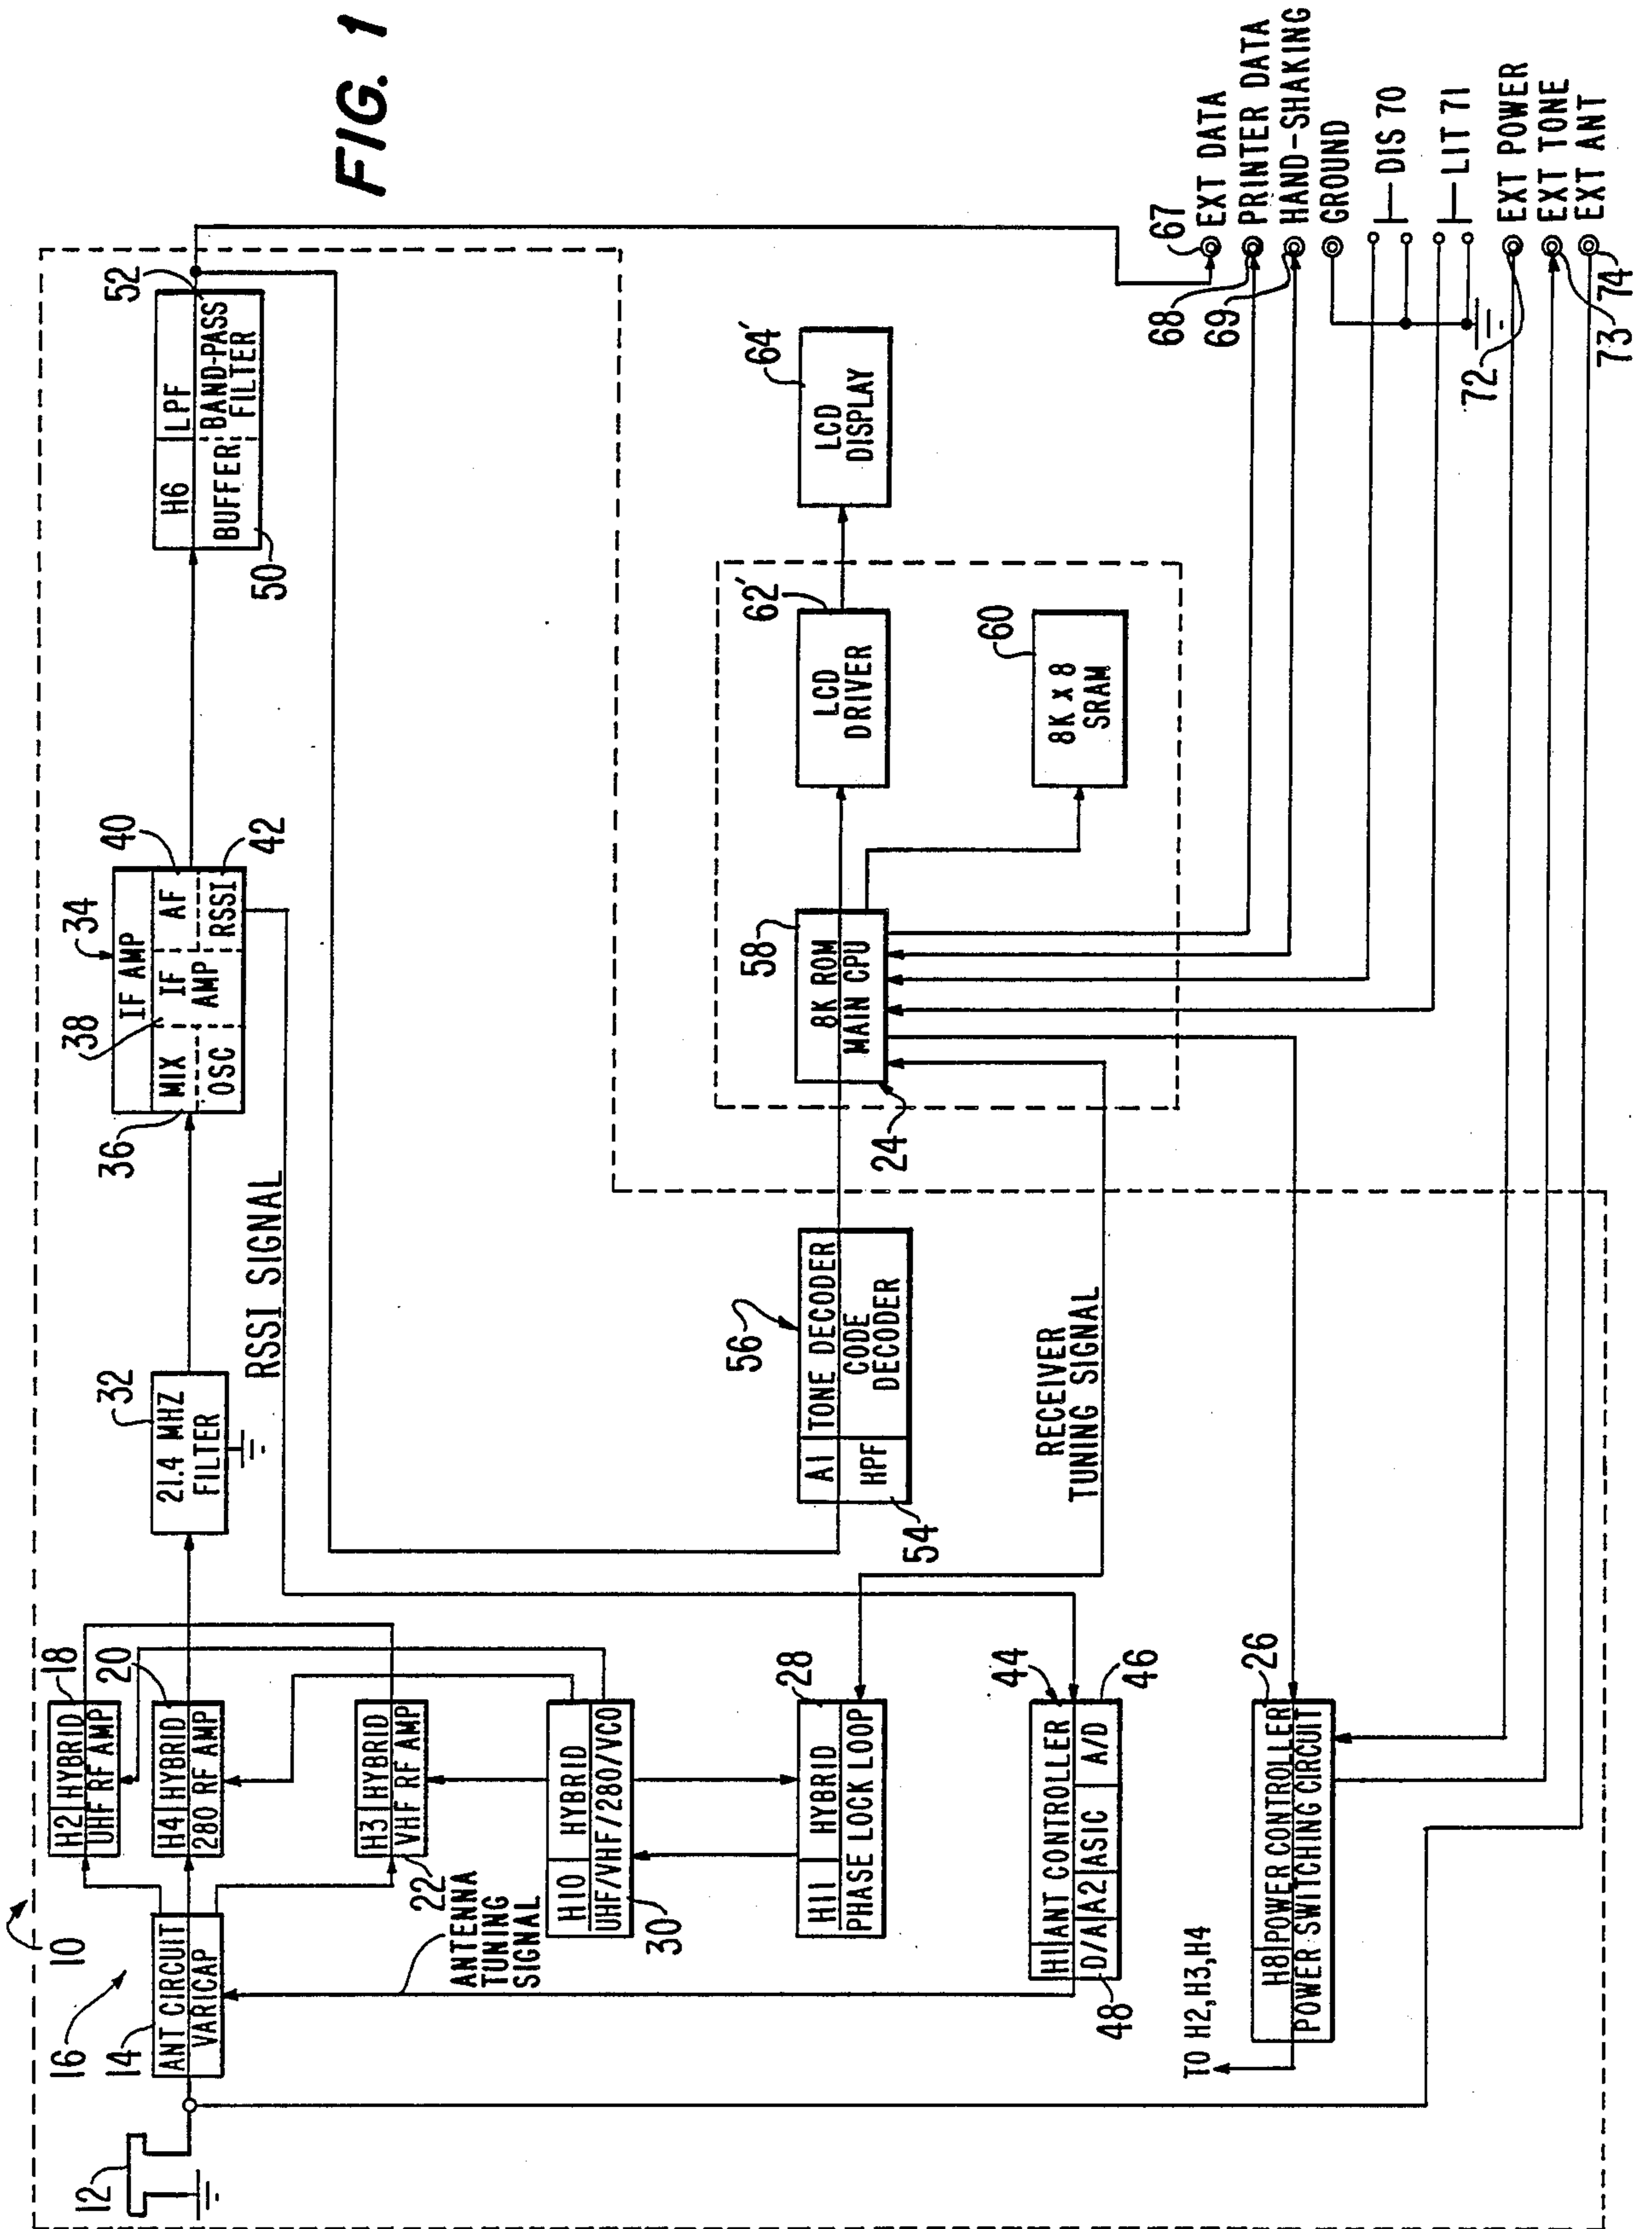 FIG. 1
10
12
16
14
ANT CIRCUIT
VARICAP
H2 HYBRID
UHF RF AMP
18
H4 HYBRID
280 RF AMP
20
H3 HYBRID
VHF RF AMP
22
ANTENNA
TUNING
SIGNAL
H10 HYBRID
UHF/VHF/280/VCO
30
H11 HYBRID
PHASE LOCK LOOP
28
44
H1 ANT CONTROLLER
D/A A2 ASIC A/D
46
48
TO H2,H3,H4
H8 POWER CONTROLLER
POWER SWITCHING CIRCUIT
26
32
21.4 MHZ
FILTER
RSSI SIGNAL
34
IF AMP
36
38
MIX
OSC
IF
AMP
AF
RSSI
40
42
H6 LPF
BUFFER
BAND-PASS
FILTER
50
52
56
A1 TONE DECODER
HPF
CODE
DECODER
54
RECEIVER
TUNING SIGNAL
58
8K ROM
MAIN CPU
24
62'
LCD
DRIVER
60
8K x 8
SRAM
64'
LCD
DISPLAY
67
EXT DATA
68
PRINTER DATA
69
HAND-SHAKING
GROUND
DIS 70
LIT 71
72
EXT POWER
73
EXT TONE
74
EXT ANT